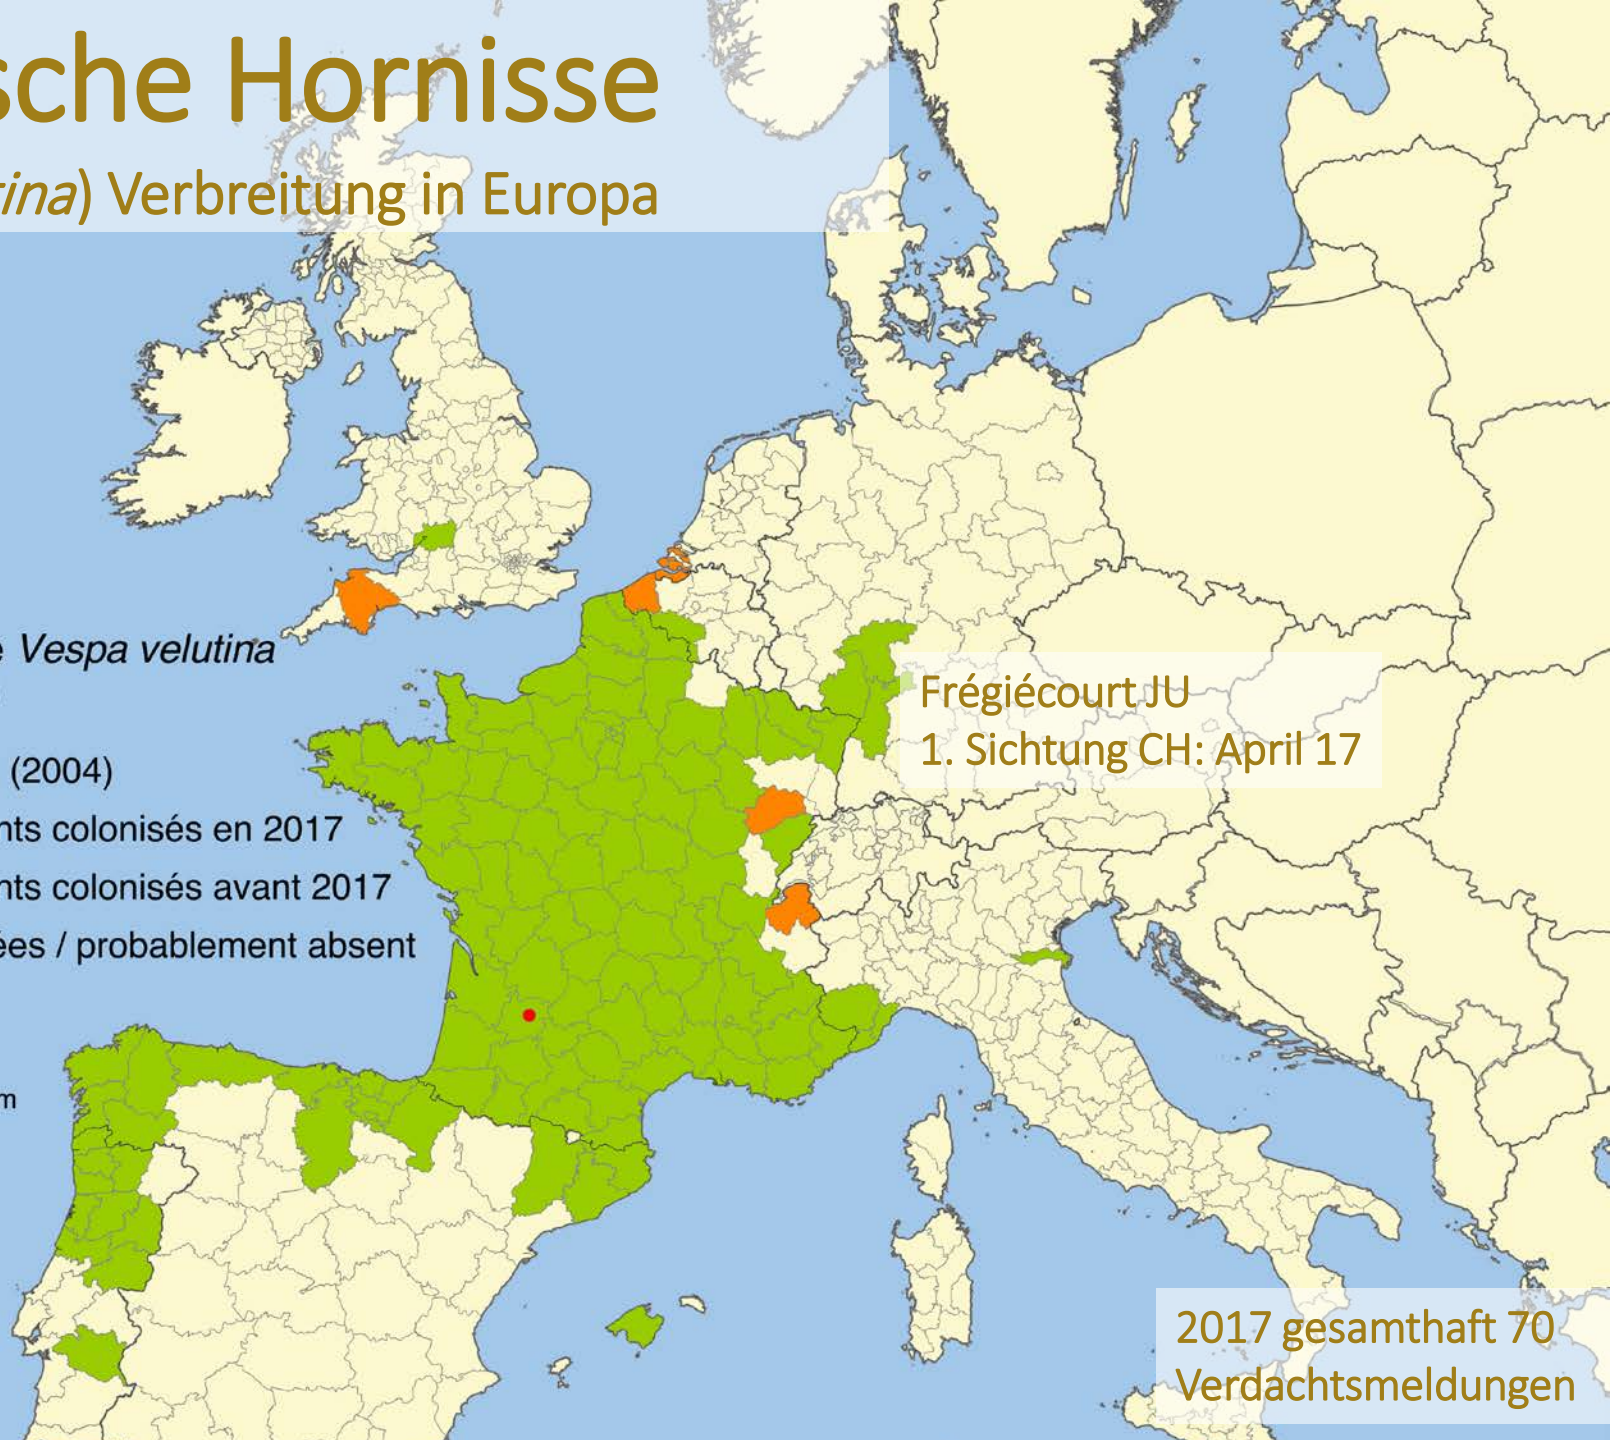 sche Hornisse
tina) Verbreitung in Europa
e Vespa velutina
(2004)
nts colonisés en 2017
nts colonisés avant 2017
ées / probablement absent
m
Frégiécourt JU
1. Sichtung CH: April 17
2017 gesamthaft 70
Verdachtsmeldungen